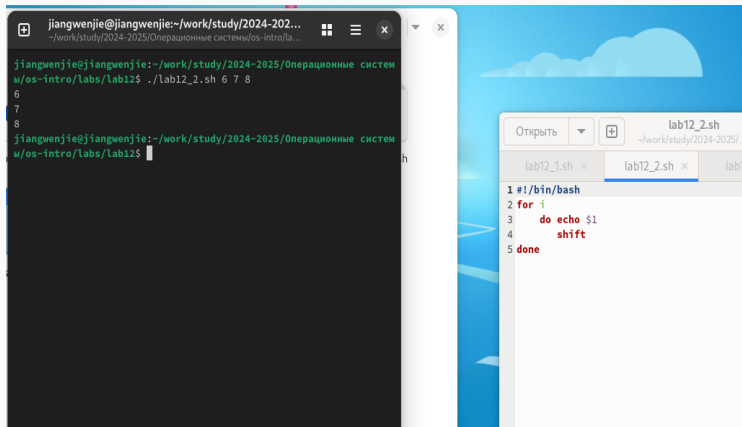 jiangwenjie@jiangwenjie:~/work/study/2024-202...
~/work/study/2024-2025/Операционные системы/os-intro/la...
jiangwenjie@jiangwenjie:~/work/study/2024-2025/Операционные систем
ы/os-intro/labs/lab12$ ./lab12_2.sh 6 7 8
6
7
8
jiangwenjie@jiangwenjie:~/work/study/2024-2025/Операционные систем
ы/os-intro/labs/lab12$
h
Открыть
lab12_2.sh
~/work/study/2024-2025/...
lab12_1.sh
lab12_2.sh
lab1
1 #!/bin/bash
2 for i
3 do echo $1
4 shift
5 done